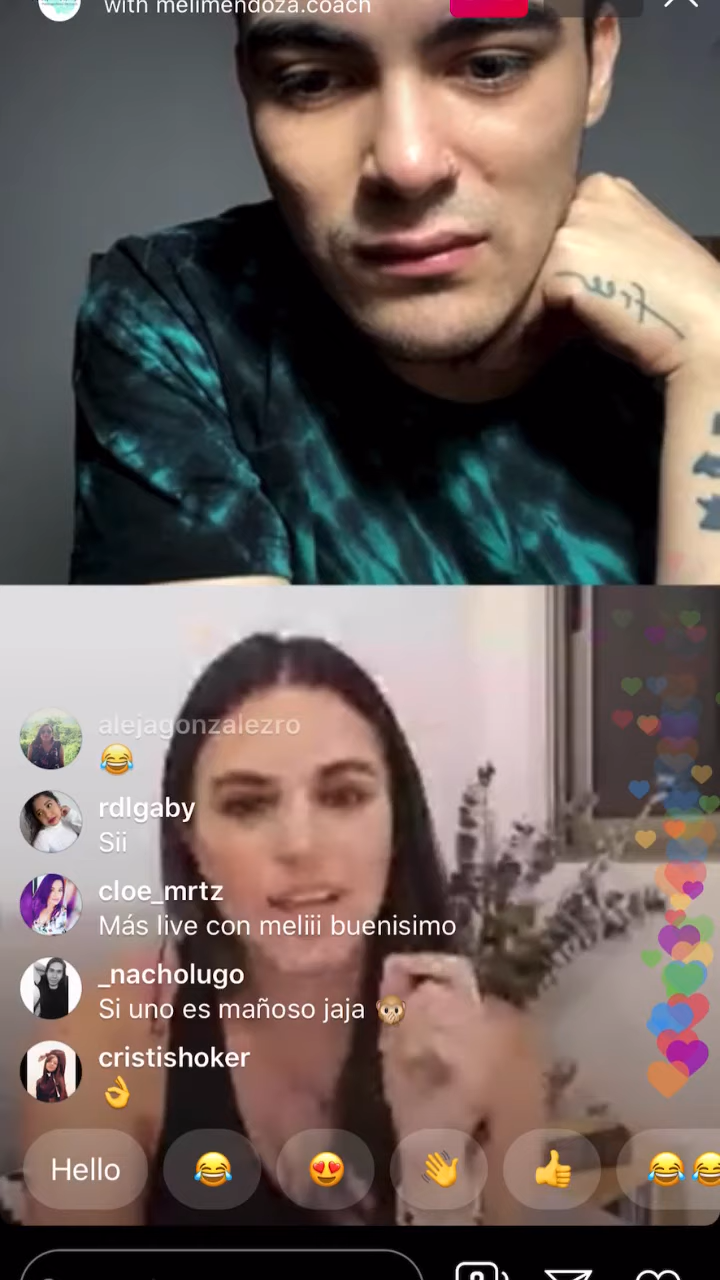 with melimendoza.coach
free
alejagonzalezro
😂
rdlgaby
Sii
cloe_mrtz
Más live con meliii buenisimo
_nacholugo
Si uno es mañoso jaja 🙊
cristishoker
👌
Hello 😂 😍 👋 👍 😂😂